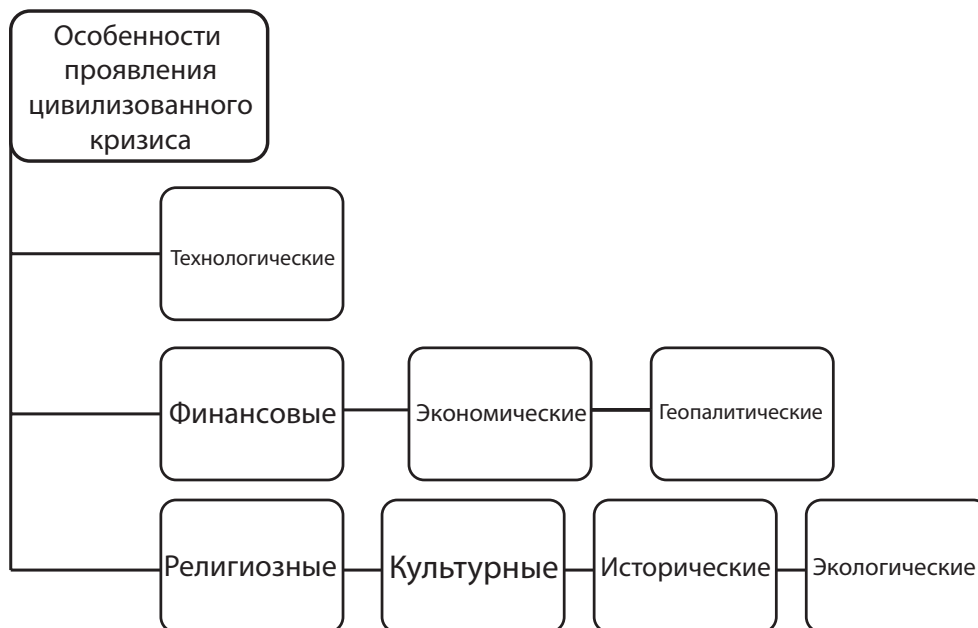 Особенности
проявления
цивилизованного
кризиса
Технологические
Финансовые
Экономические
Геопалитические
Религиозные
Культурные
Исторические
Экологические